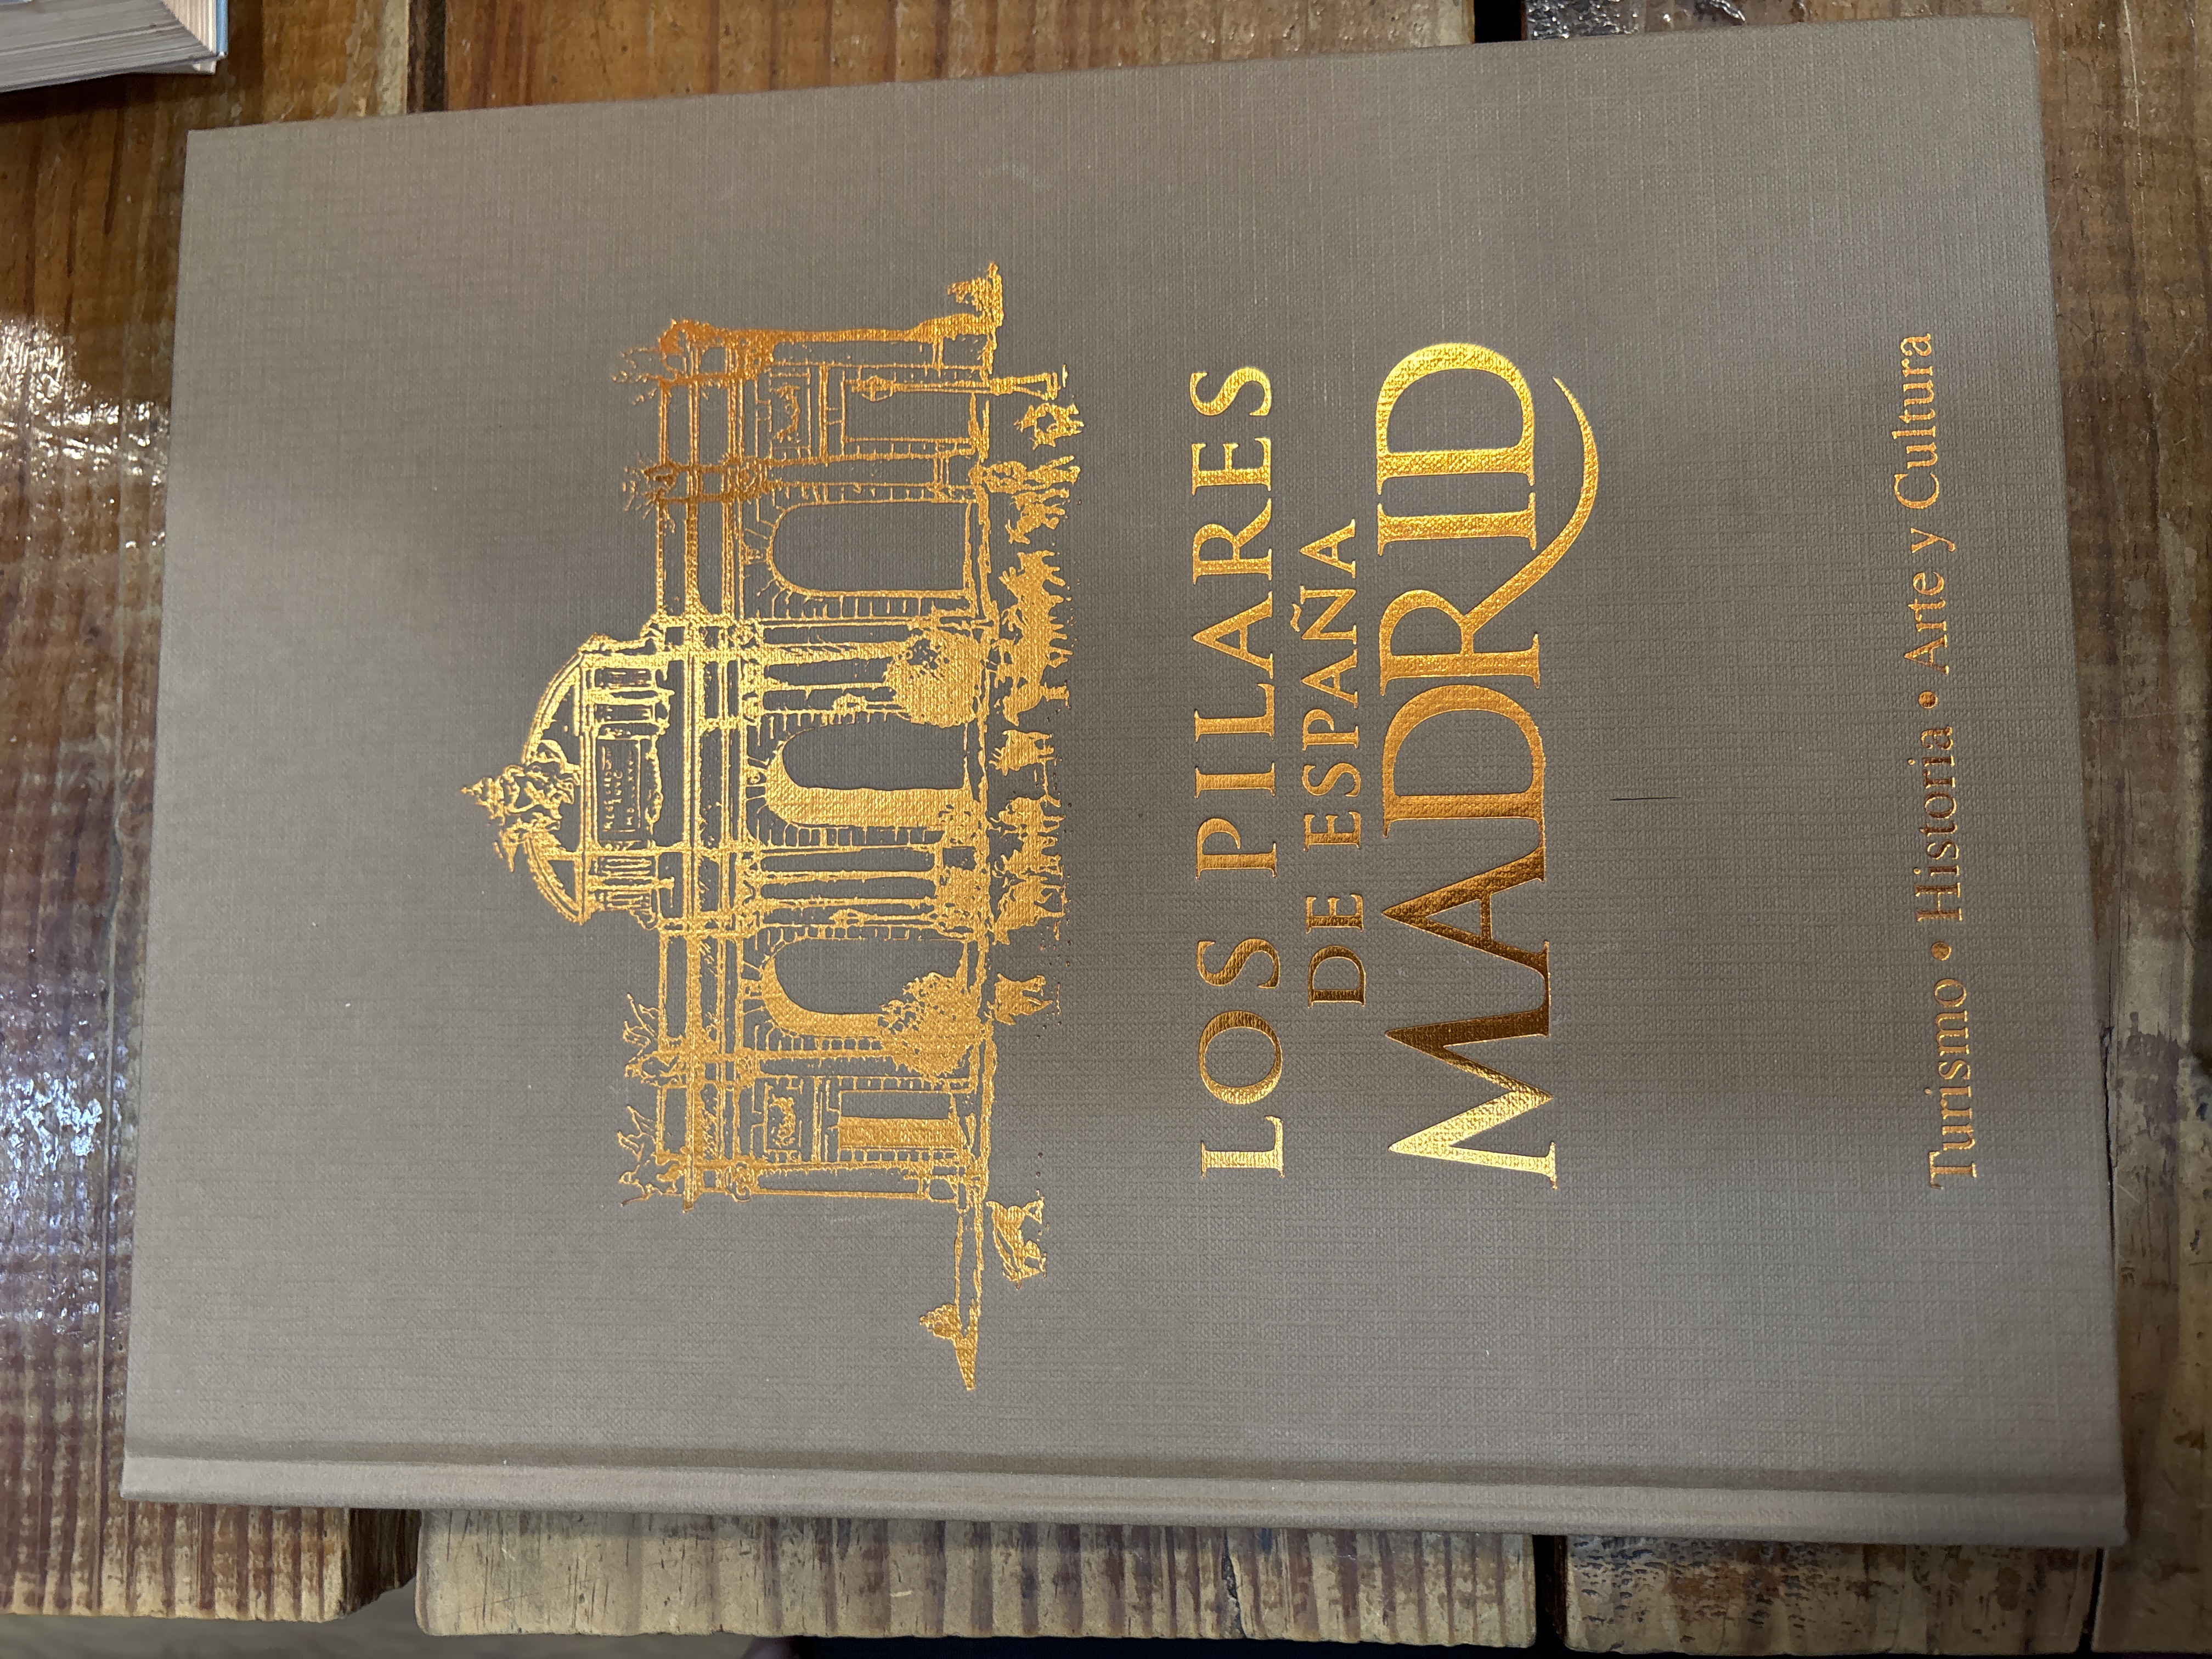 LOS PILARES
DE ESPAÑA
MADRID
Turismo • Historia • Arte y Cultura